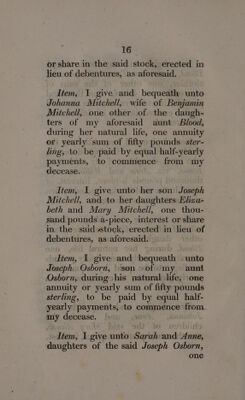 16
or share in the said stock, erected in
lieu of debentures, as aforesaid.
Item, I give and bequeath unto
Johanna Mitchell, wife of Benjamin
Mitchell, one other of the daugh-
ters of my aforesaid aunt Blood,
during her natural life, one annuity
or yearly sum of fifty pounds ster-
ling, to be paid by equal half-yearly
payments, to commence from my
decease.
Item, I give unto her son Joseph
Mitchell, and to her daughters Eliza-
beth and Mary Mitchell, one thou-
sand pounds a-piece, interest or share
in the said stock, erected in lieu of
debentures, as aforesaid.
Item, I give and bequeath unto
Joseph Osborn, son of my aunt
Osborn, during his natural life, one
annuity or yearly sum of fifty pounds
sterling, to be paid by equal half-
yearly payments, to commence from
my decease.
Item, I give unto Sarah and Anne,
daughters of the said Joseph Osborn,
one